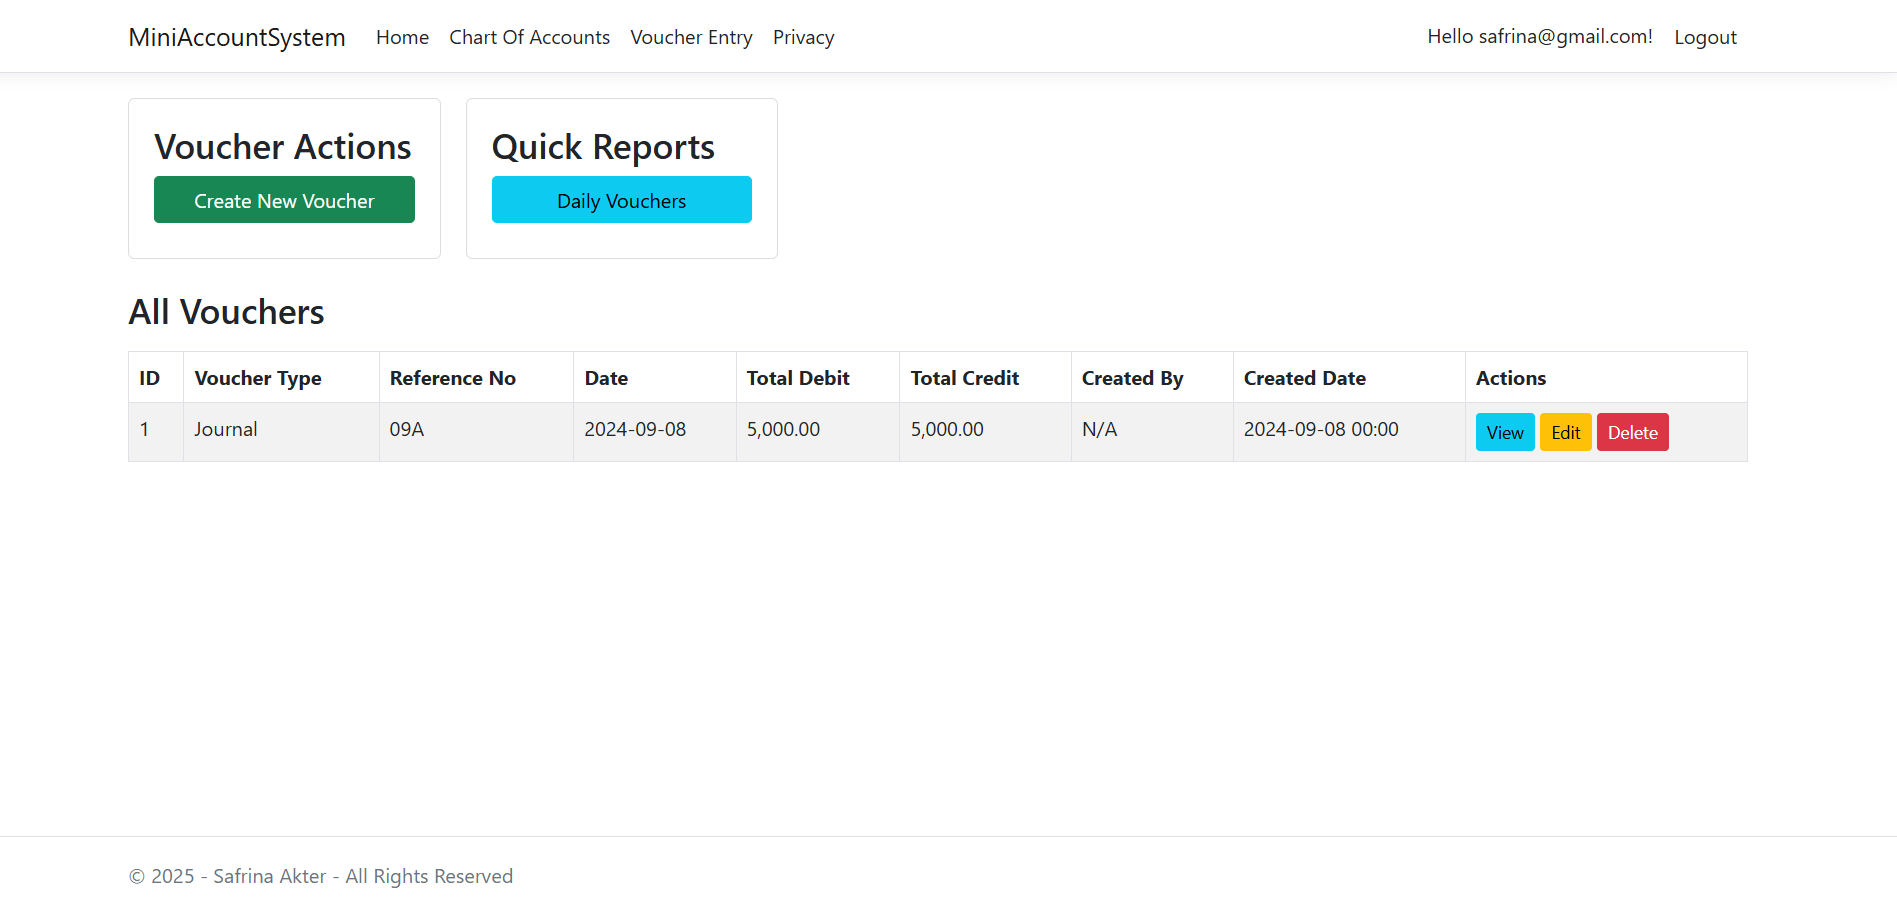 MiniAccountSystem Home Chart Of Accounts Voucher Entry Privacy Hello safrina@gmail.com! Logout
Voucher Actions
Create New Voucher
Quick Reports
Daily Vouchers
All Vouchers
ID Voucher Type Reference No Date Total Debit Total Credit Created By Created Date Actions
1 Journal 09A 2024-09-08 5,000.00 5,000.00 N/A 2024-09-08 00:00 View Edit Delete
© 2025 - Safrina Akter - All Rights Reserved